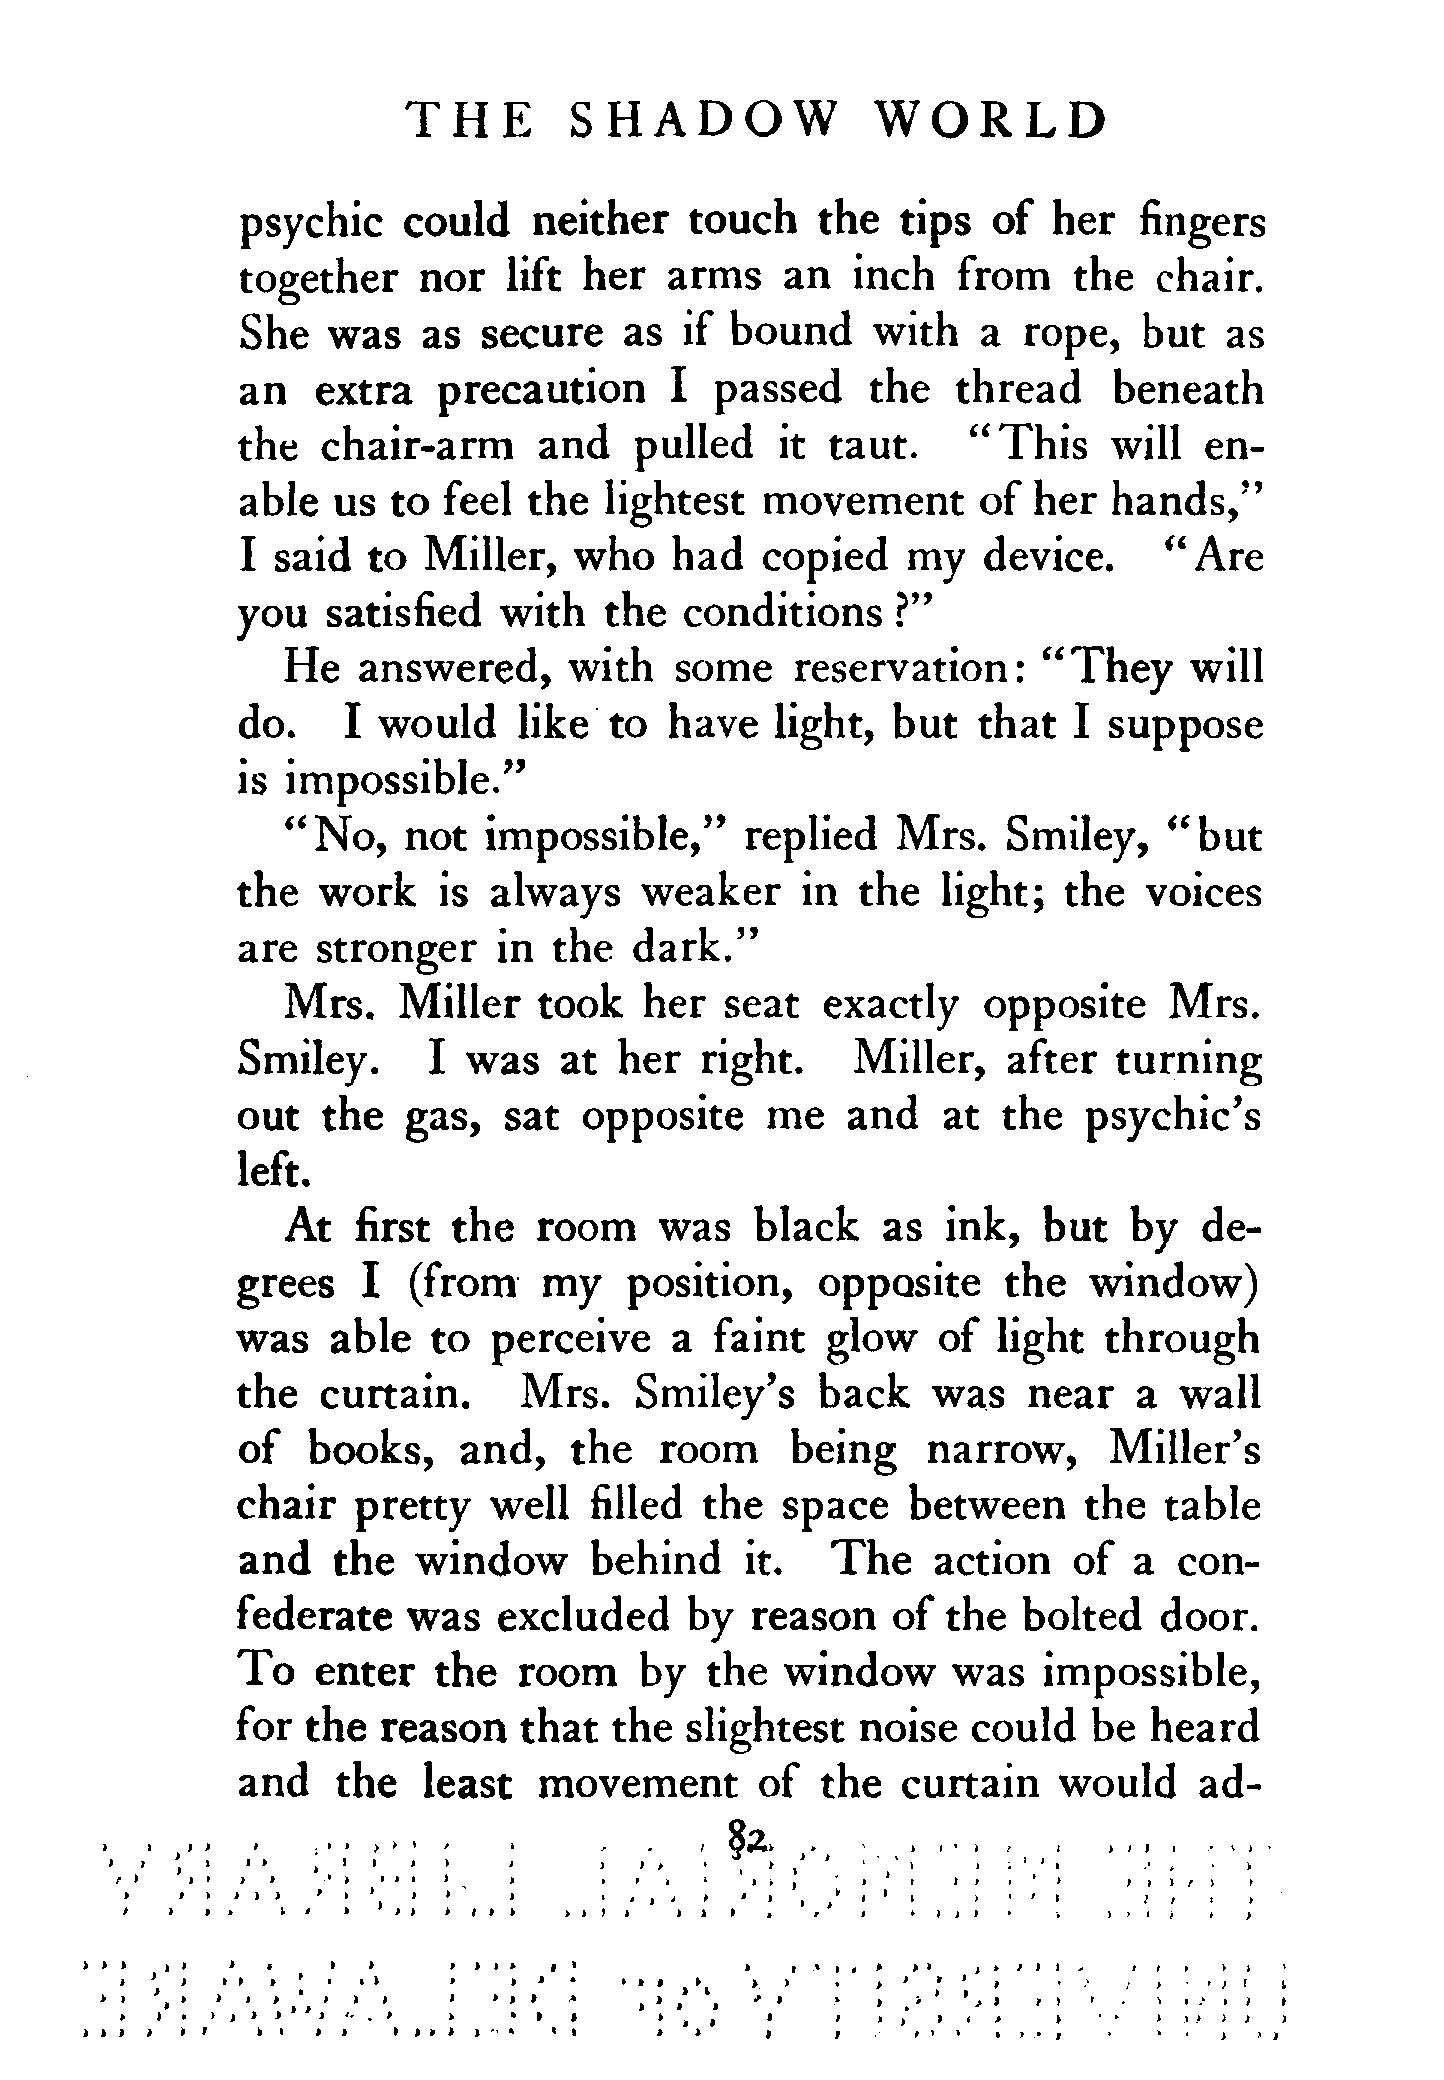 THE SHADOW WORLD
psychic could neither touch the tips of her fingers
together nor lift her arms an inch from the chair.
She was as secure as if bound with a rope, but as
an extra precaution I passed the thread beneath
the chair-arm and pulled it taut. “This will en-
able us to feel the lightest movement of her hands,”
I said to Miller, who had copied my device. “Are
you satisfied with the conditions?”
He answered, with some reservation: “They will
do. I would like to have light, but that I suppose
is impossible.”
“No, not impossible,” replied Mrs. Smiley, “but
the work is always weaker in the light; the voices
are stronger in the dark.”
Mrs. Miller took her seat exactly opposite Mrs.
Smiley. I was at her right. Miller, after turning
out the gas, sat opposite me and at the psychic’s
left.
At first the room was black as ink, but by de-
grees I (from my position, opposite the window)
was able to perceive a faint glow of light through
the curtain. Mrs. Smiley’s back was near a wall
of books, and, the room being narrow, Miller’s
chair pretty well filled the space between the table
and the window behind it. The action of a con-
federate was excluded by reason of the bolted door.
To enter the room by the window was impossible,
for the reason that the slightest noise could be heard
and the least movement of the curtain would ad-
82
THE MEMORIAL LIBRARY
UNIVERSITY OF DELAWARE